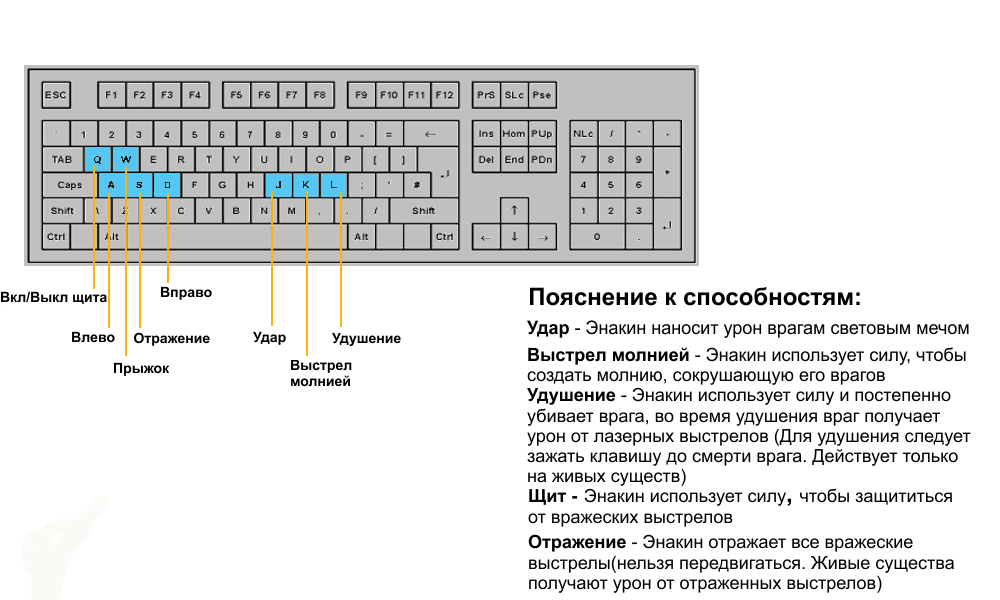 ESC F1 F2 F3 F4 F5 F6 F7 F8 F9 F10 F11 F12 PrS SLc Pse
1 2 3 4 5 6 7 8 9 0 - = ← Ins Hom PUp NLc /
TAB Q W E R T Y U I O P [ ] Del End PDn 7 8 9
Caps A S D F G H J K L ; ' # 4 5 6
Shift \ Z X C V B N M , . / Shift ↑ 1 2 3
Ctrl Alt Alt Ctrl ← ↓ → 0 .
Вкл/Выкл щита
Вправо
Влево
Отражение
Удар
Удушение
Прыжок
Выстрел
молнией
Пояснение к способностям:
Удар - Энакин наносит урон врагам световым мечом
Выстрел молнией - Энакин использует силу, чтобы
создать молнию, сокрушающую его врагов
Удушение - Энакин использует силу и постепенно
убивает врага, во время удушения враг получает
урон от лазерных выстрелов (Для удушения следует
зажать клавишу до смерти врага. Действует только
на живых существ)
Щит - Энакин использует силу, чтобы защититься
от вражеских выстрелов
Отражение - Энакин отражает все вражеские
выстрелы(нельзя передвигаться. Живые существа
получают урон от отраженных выстрелов)